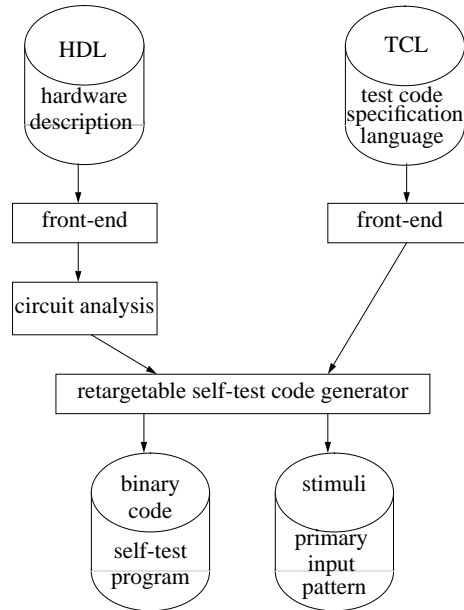 HDL
hardware
description
TCL
test code
specification
language
front-end
front-end
circuit analysis
retargetable self-test code generator
binary
code
self-test
program
stimuli
primary
input
pattern